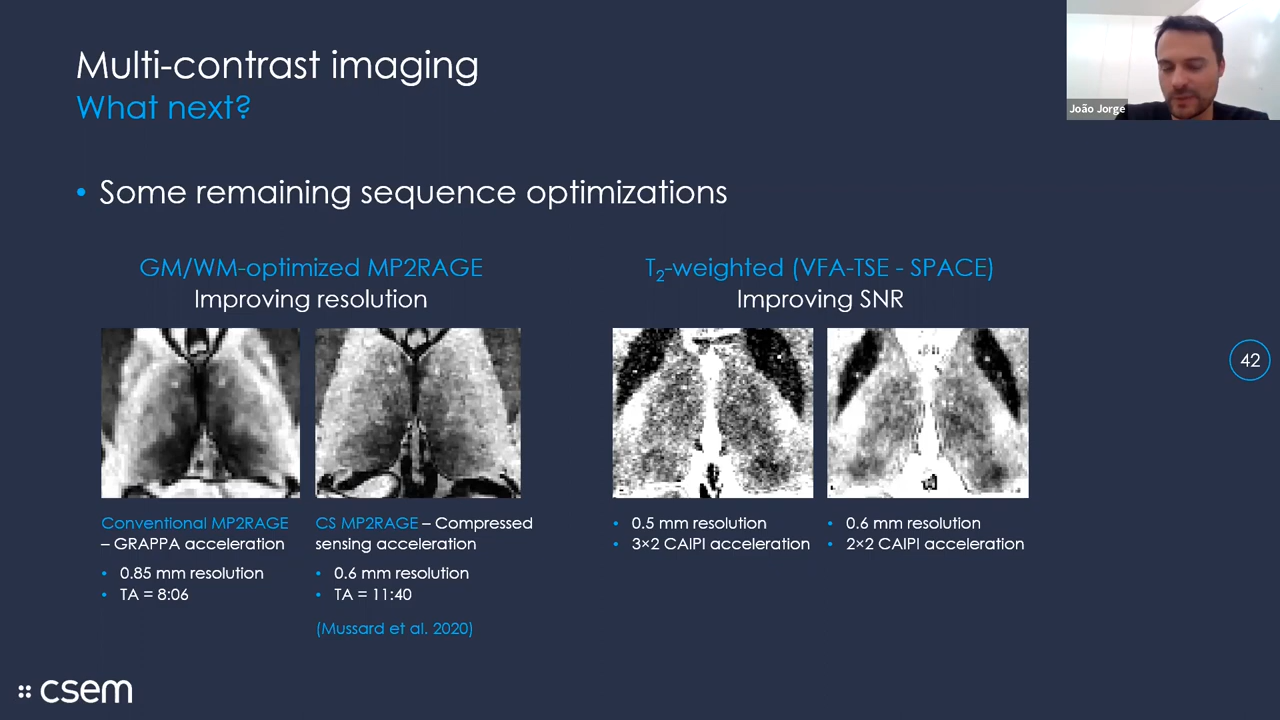 Multi-contrast imaging
What next?
João Jorge
• Some remaining sequence optimizations
GM/WM-optimized MP2RAGE
Improving resolution
Conventional MP2RAGE
– GRAPPA acceleration
• 0.85 mm resolution
• TA = 8:06
CS MP2RAGE – Compressed
sensing acceleration
• 0.6 mm resolution
• TA = 11:40
(Mussard et al. 2020)
T₂-weighted (VFA-TSE - SPACE)
Improving SNR
• 0.5 mm resolution
• 3×2 CAIPI acceleration
• 0.6 mm resolution
• 2×2 CAIPI acceleration
42
csem